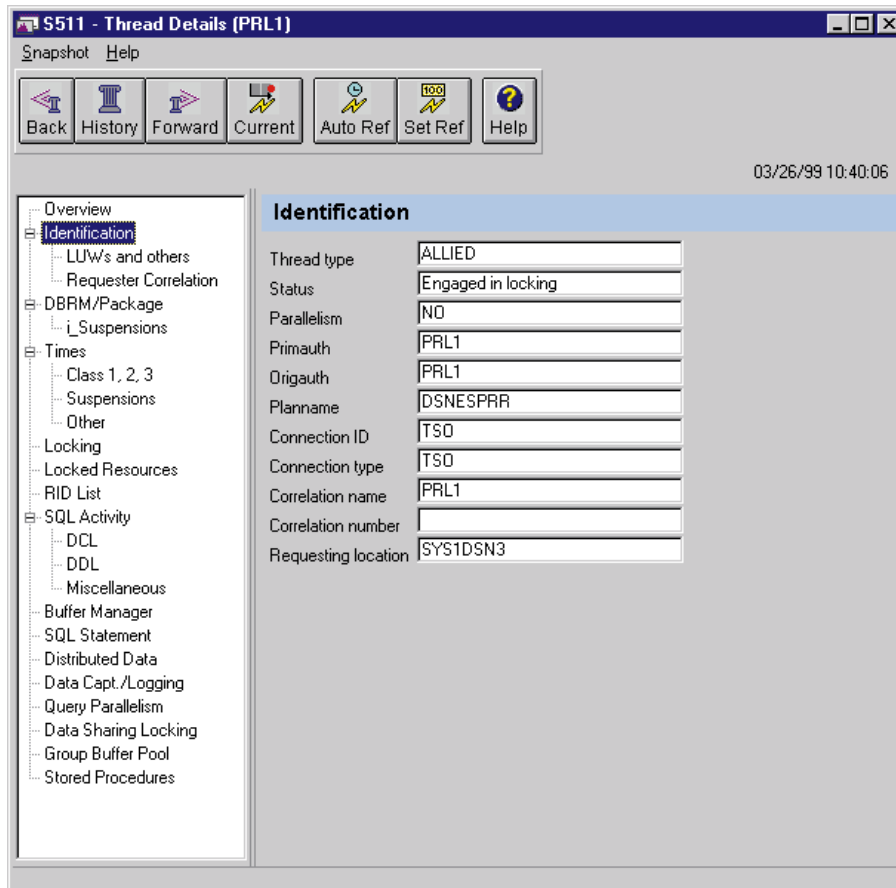 S511 - Thread Details (PRL1)
Snapshot Help
Back History Forward Current Auto Ref 100 Set Ref ? Help
03/26/99 10:40:06
Overview
Identification
LUWs and others
Requester Correlation
DBRM/Package
i_Suspensions
Times
Class 1, 2, 3
Suspensions
Other
Locking
Locked Resources
RID List
SQL Activity
DCL
DDL
Miscellaneous
Buffer Manager
SQL Statement
Distributed Data
Data Capt./Logging
Query Parallelism
Data Sharing Locking
Group Buffer Pool
Stored Procedures
Identification
Thread type ALLIED
Status Engaged in locking
Parallelism NO
Primauth PRL1
Origauth PRL1
Planname DSNESPRR
Connection ID TSO
Connection type TSO
Correlation name PRL1
Correlation number
Requesting location SYS1DSN3